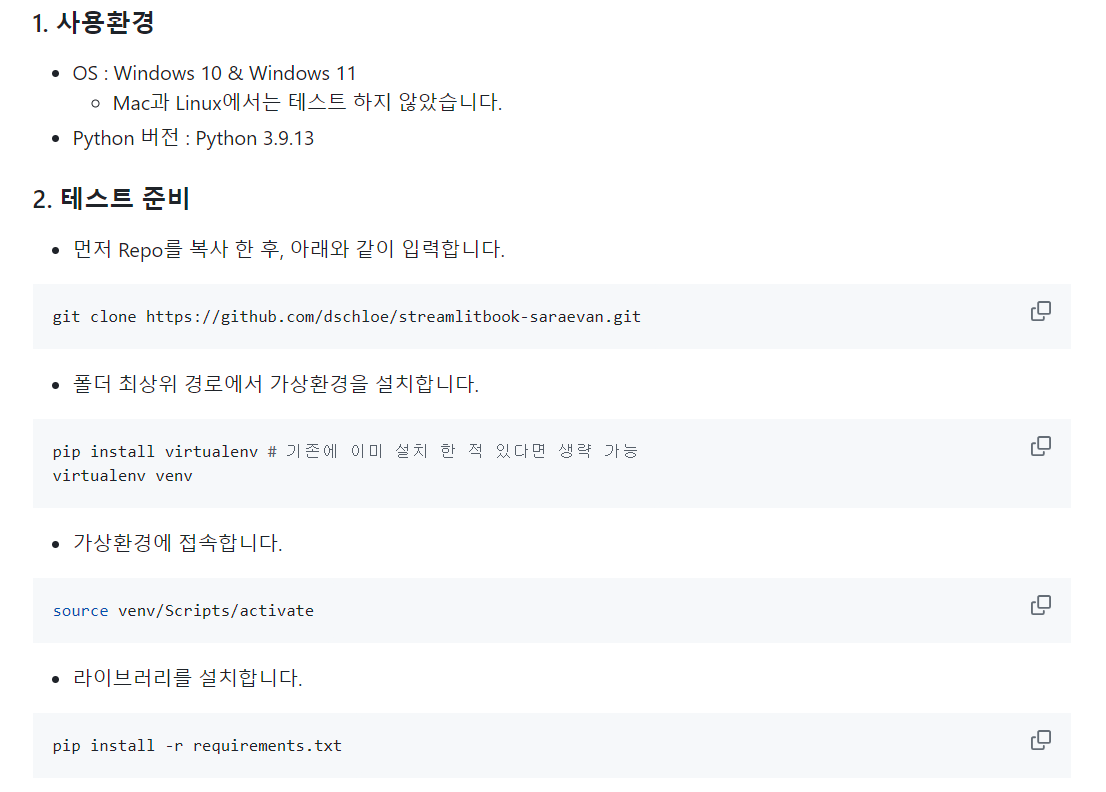 1. 사용환경
• OS : Windows 10 & Windows 11
◦ Mac과 Linux에서는 테스트 하지 않았습니다.
• Python 버전 : Python 3.9.13
2. 테스트 준비
• 먼저 Repo를 복사 한 후, 아래와 같이 입력합니다.
git clone https://github.com/dschloe/streamlitbook-saraevan.git
• 폴더 최상위 경로에서 가상환경을 설치합니다.
pip install virtualenv # 기존에 이미 설치 한 적 있다면 생략 가능
virtualenv venv
• 가상환경에 접속합니다.
source venv/Scripts/activate
• 라이브러리를 설치합니다.
pip install -r requirements.txt